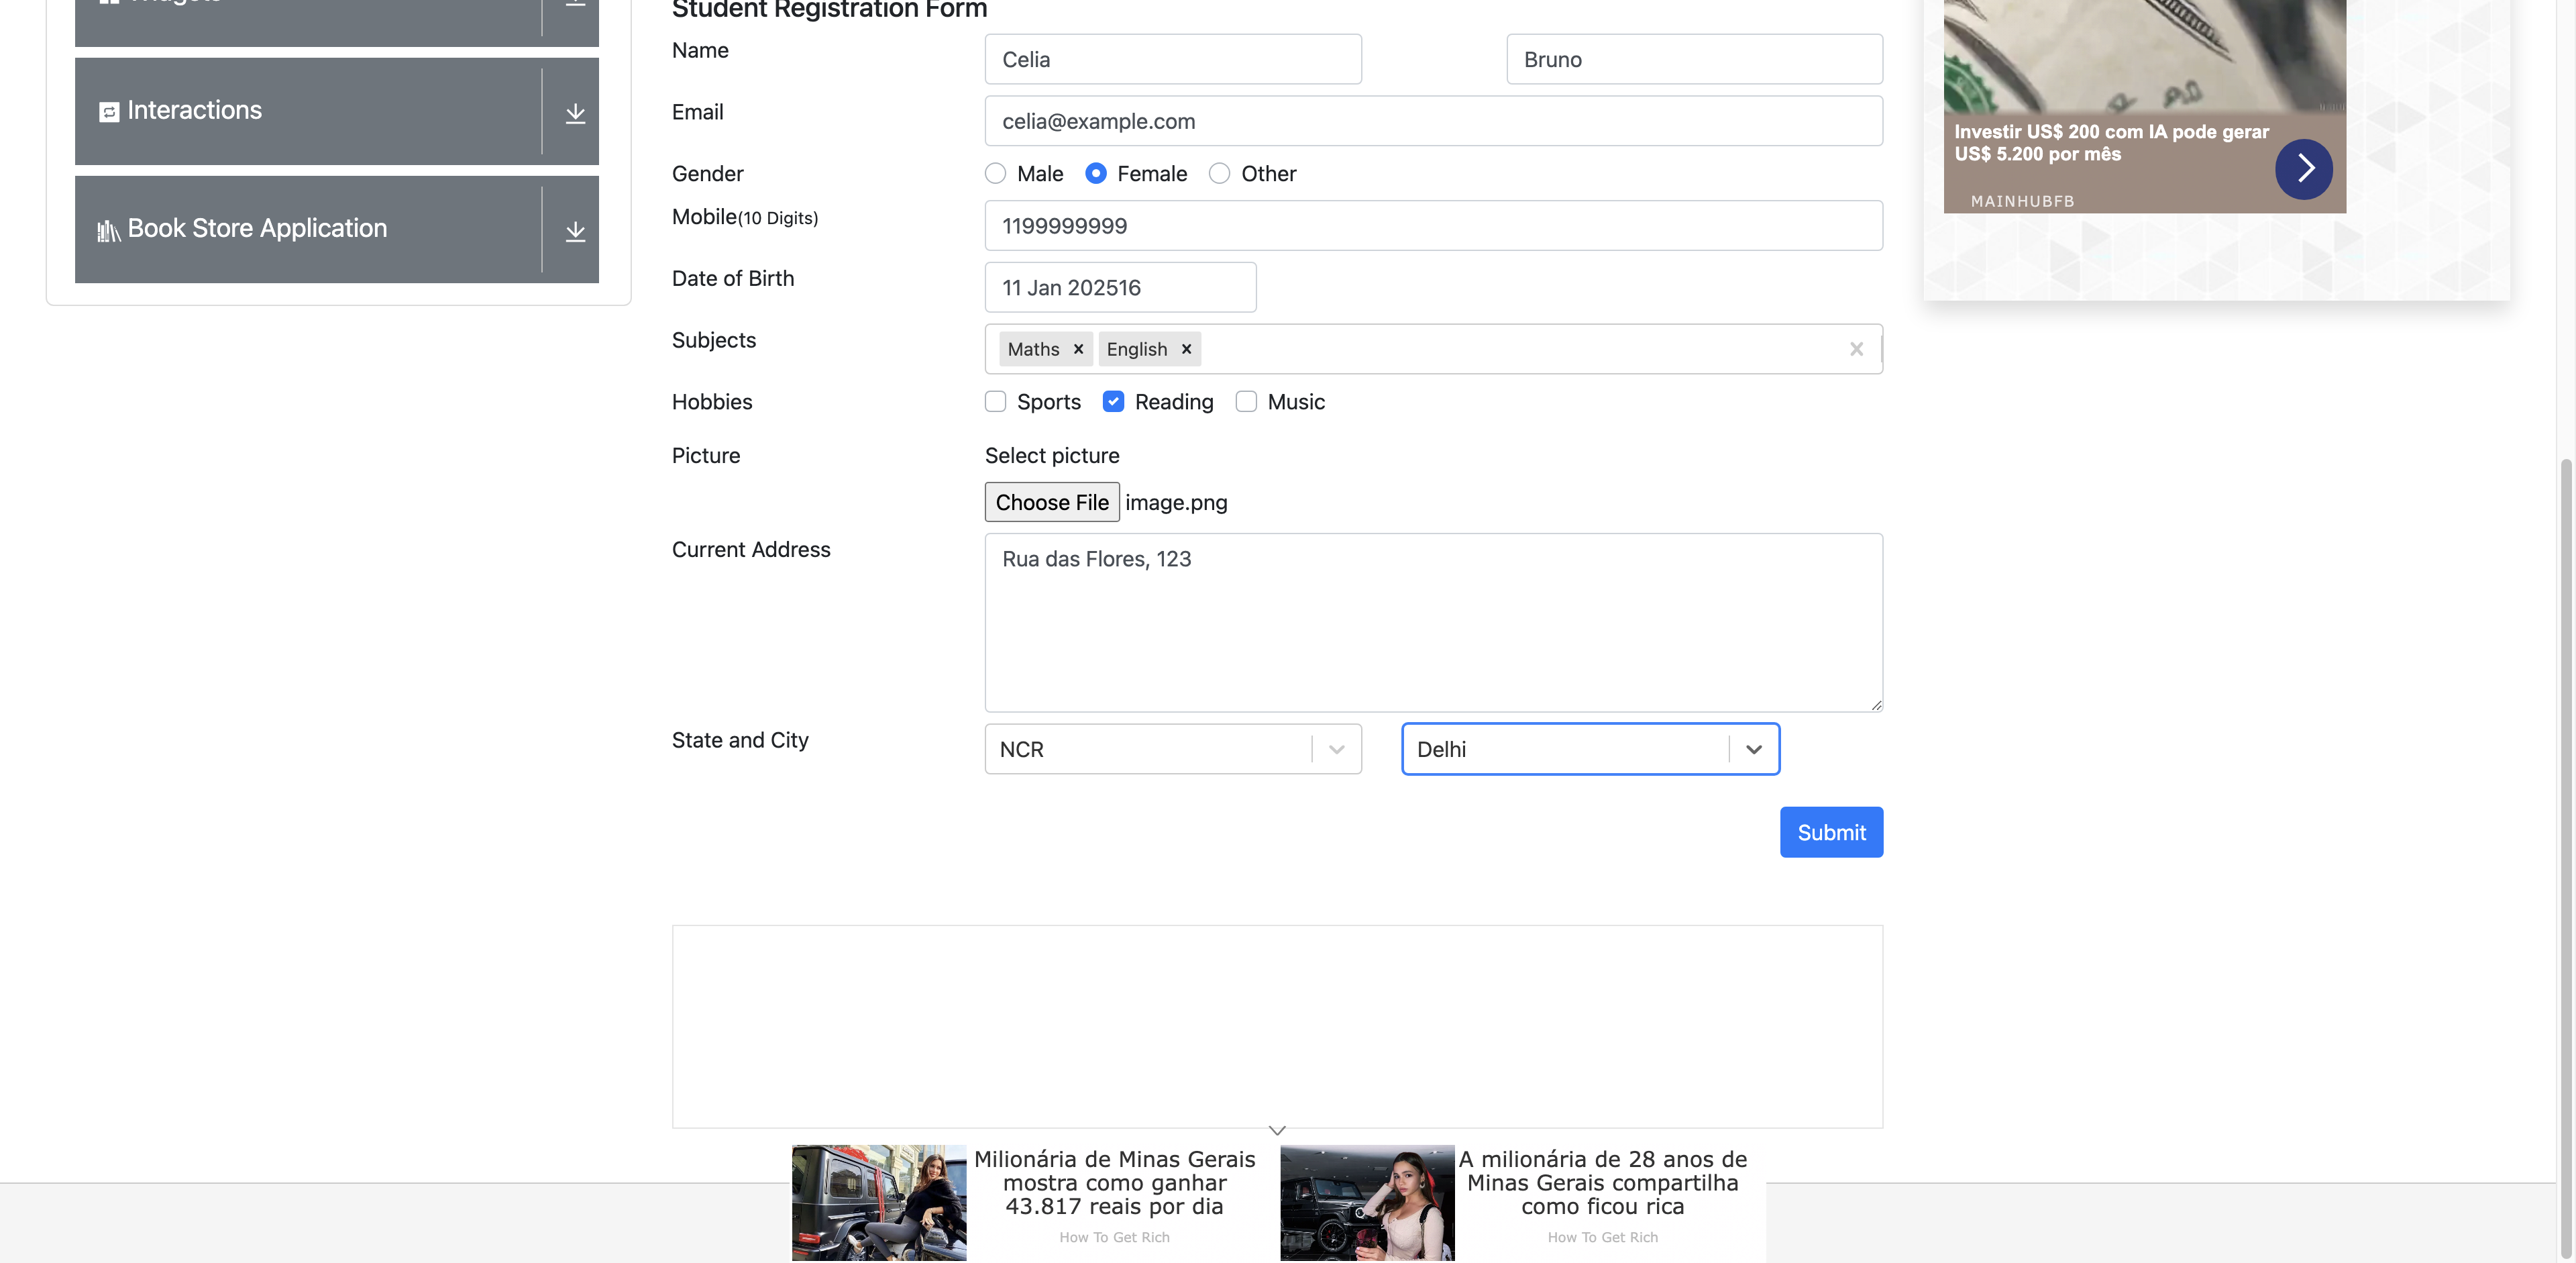 Student Registration Form
Name
Celia
Bruno
Email
celia@example.com
Gender
Male
Female
Other
Mobile(10 Digits)
1199999999
Date of Birth
11 Jan 202516
Subjects
Maths
English
Hobbies
Sports
Reading
Music
Picture
Select picture
Choose File image.png
Current Address
Rua das Flores, 123
State and City
NCR
Delhi
Submit
Interactions
Book Store Application
Investir US$ 200 com IA pode gerar
US$ 5.200 por mês
MAINHUBFB
Milionária de Minas Gerais
mostra como ganhar
43.817 reais por dia
How To Get Rich
A milionária de 28 anos de
Minas Gerais compartilha
como ficou rica
How To Get Rich